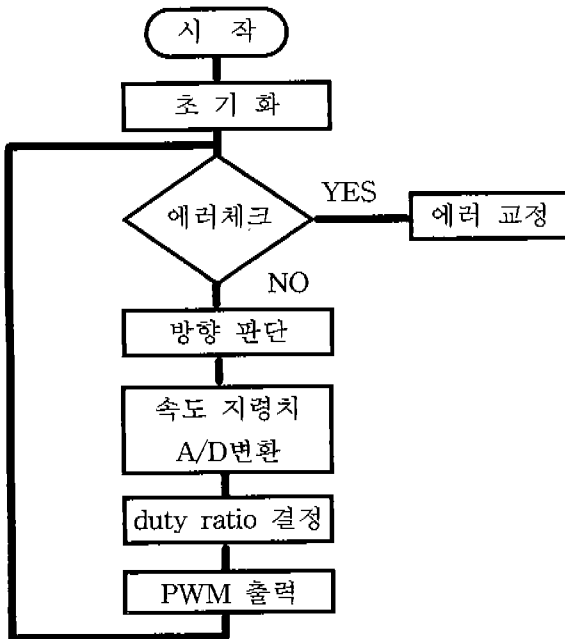 시 작
초 기 화
에러체크
YES
에러 교정
NO
방향 판단
속도 지령치
A/D변환
duty ratio 결정
PWM 출력